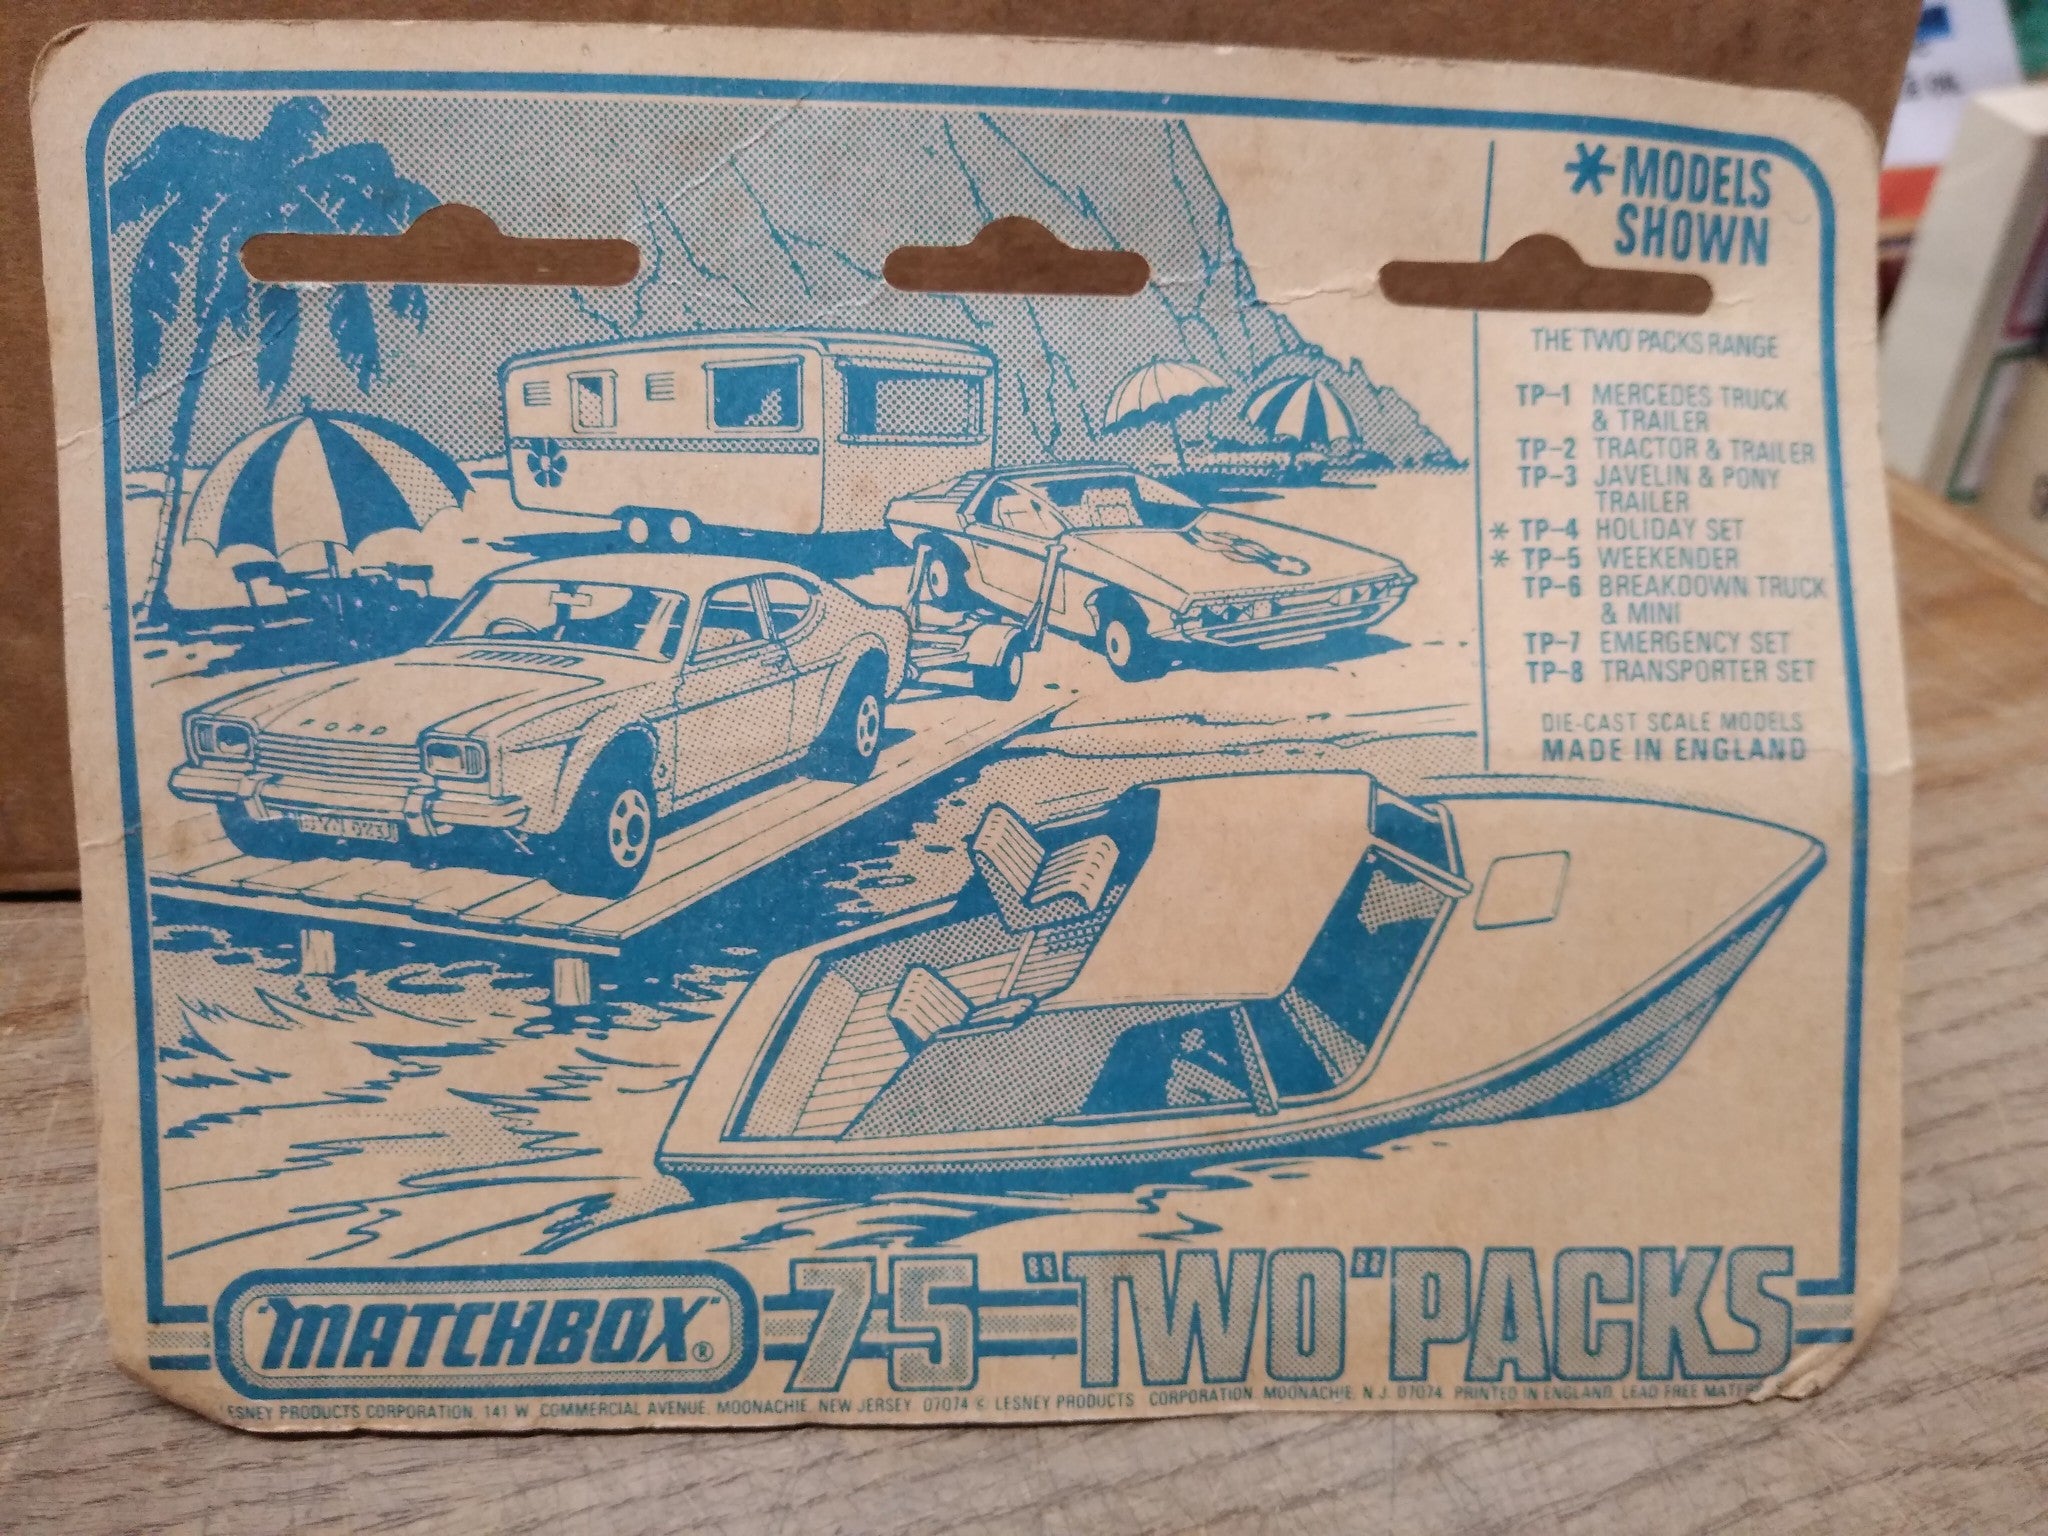 * MODELS
SHOWN
THE "TWO" PACKS RANGE
TP-1 MERCEDES TRUCK
& TRAILER
TP-2 TRACTOR & TRAILER
TP-3 JAVELIN & PONY
TRAILER
* TP-4 HOLIDAY SET
* TP-5 WEEKENDER
TP-6 BREAKDOWN TRUCK
& MINI
TP-7 EMERGENCY SET
TP-8 TRANSPORTER SET
DIE-CAST SCALE MODELS
MADE IN ENGLAND
FORD
"MATCHBOX"® 75 "TWO" PACKS
LESNEY PRODUCTS CORPORATION, 141 W. COMMERCIAL AVENUE, MOONACHIE, NEW JERSEY. 07074 © LESNEY PRODUCTS CORPORATION, MOONACHIE, N.J. 07074. PRINTED IN ENGLAND. LEAD FREE